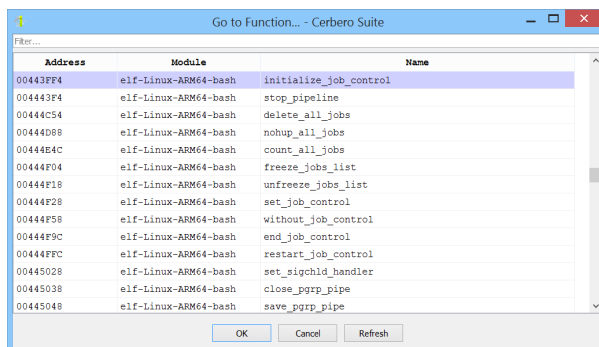 Go to Function... - Cerbero Suite
Filter...
Address Module Name
00443FF4 elf-Linux-ARM64-bash initialize_job_control
004443F4 elf-Linux-ARM64-bash stop_pipeline
00444C54 elf-Linux-ARM64-bash delete_all_jobs
00444D88 elf-Linux-ARM64-bash nohup_all_jobs
00444E4C elf-Linux-ARM64-bash count_all_jobs
00444F04 elf-Linux-ARM64-bash freeze_jobs_list
00444F18 elf-Linux-ARM64-bash unfreeze_jobs_list
00444F28 elf-Linux-ARM64-bash set_job_control
00444F58 elf-Linux-ARM64-bash without_job_control
00444F9C elf-Linux-ARM64-bash end_job_control
00444FFC elf-Linux-ARM64-bash restart_job_control
00445028 elf-Linux-ARM64-bash set_sigchld_handler
00445038 elf-Linux-ARM64-bash close_pgrp_pipe
00445048 elf-Linux-ARM64-bash save_pgrp_pipe
OK Cancel Refresh